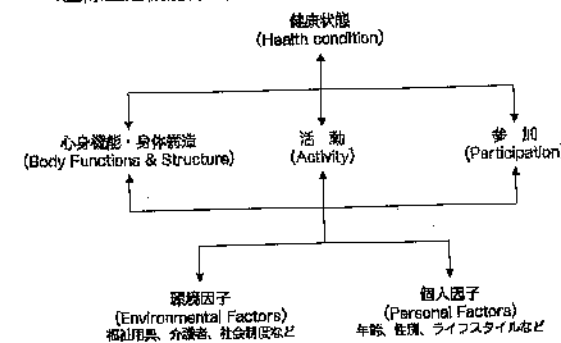 健康状態
(Health condition)
心身機能・身体構造
(Body Functions & Structure)
活 動
(Activity)
参 加
(Participation)
環境因子
(Environmental Factors)
福祉用具、介護者、社会制度など
個人因子
(Personal Factors)
年齢、性別、ライフスタイルなど